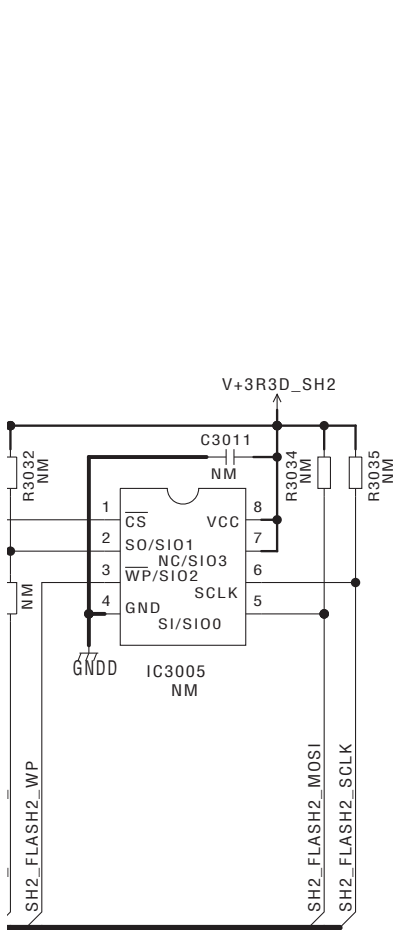 V+3R3D_SH2
C3011
NM
R3032
NM
R3034
NM
R3035
NM
1
CS
2
SO/SIO1
3
WP/SIO2
4
GND
8
VCC
7
NC/SIO3
6
SCLK
5
SI/SIO0
NM
GNDD
IC3005
NM
SH2_FLASH2_WP
SH2_FLASH2_MOSI
SH2_FLASH2_SCLK